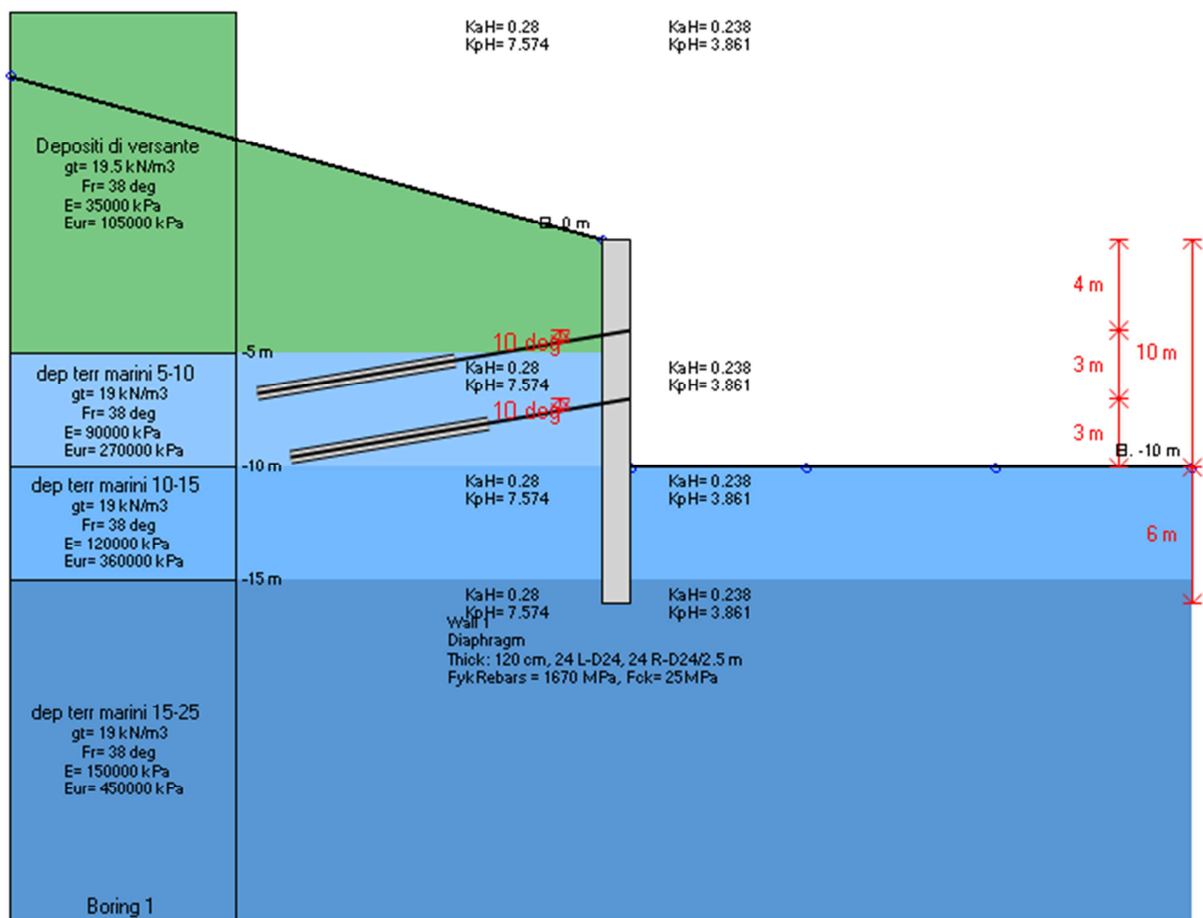 KaH= 0.28
KpH= 7.574
KaH= 0.238
KpH= 3.861
Depositi di versante
gt= 19.5 kN/m3
Fr= 38 deg
E= 35000 kPa
Eur= 105000 kPa
El. 0 m
4 m
10 deg
-5 m
dep terr marini 5-10
gt= 19 kN/m3
Fr= 38 deg
E= 90000 kPa
Eur= 270000 kPa
KaH= 0.28
KpH= 7.574
KaH= 0.238
KpH= 3.861
3 m
10 m
10 deg
3 m
El. -10 m
-10 m
dep terr marini 10-15
gt= 19 kN/m3
Fr= 38 deg
E= 120000 kPa
Eur= 360000 kPa
KaH= 0.28
KpH= 7.574
KaH= 0.238
KpH= 3.861
6 m
-15 m
KaH= 0.28
KpH= 7.574
KaH= 0.238
KpH= 3.861
Wall 1
Diaphragm
Thick: 120 cm, 24 L-D24, 24 R-D24/2.5 m
FykRebars = 1670 MPa, Fck= 25MPa
dep terr marini 15-25
gt= 19 kN/m3
Fr= 38 deg
E= 150000 kPa
Eur= 450000 kPa
Boring 1